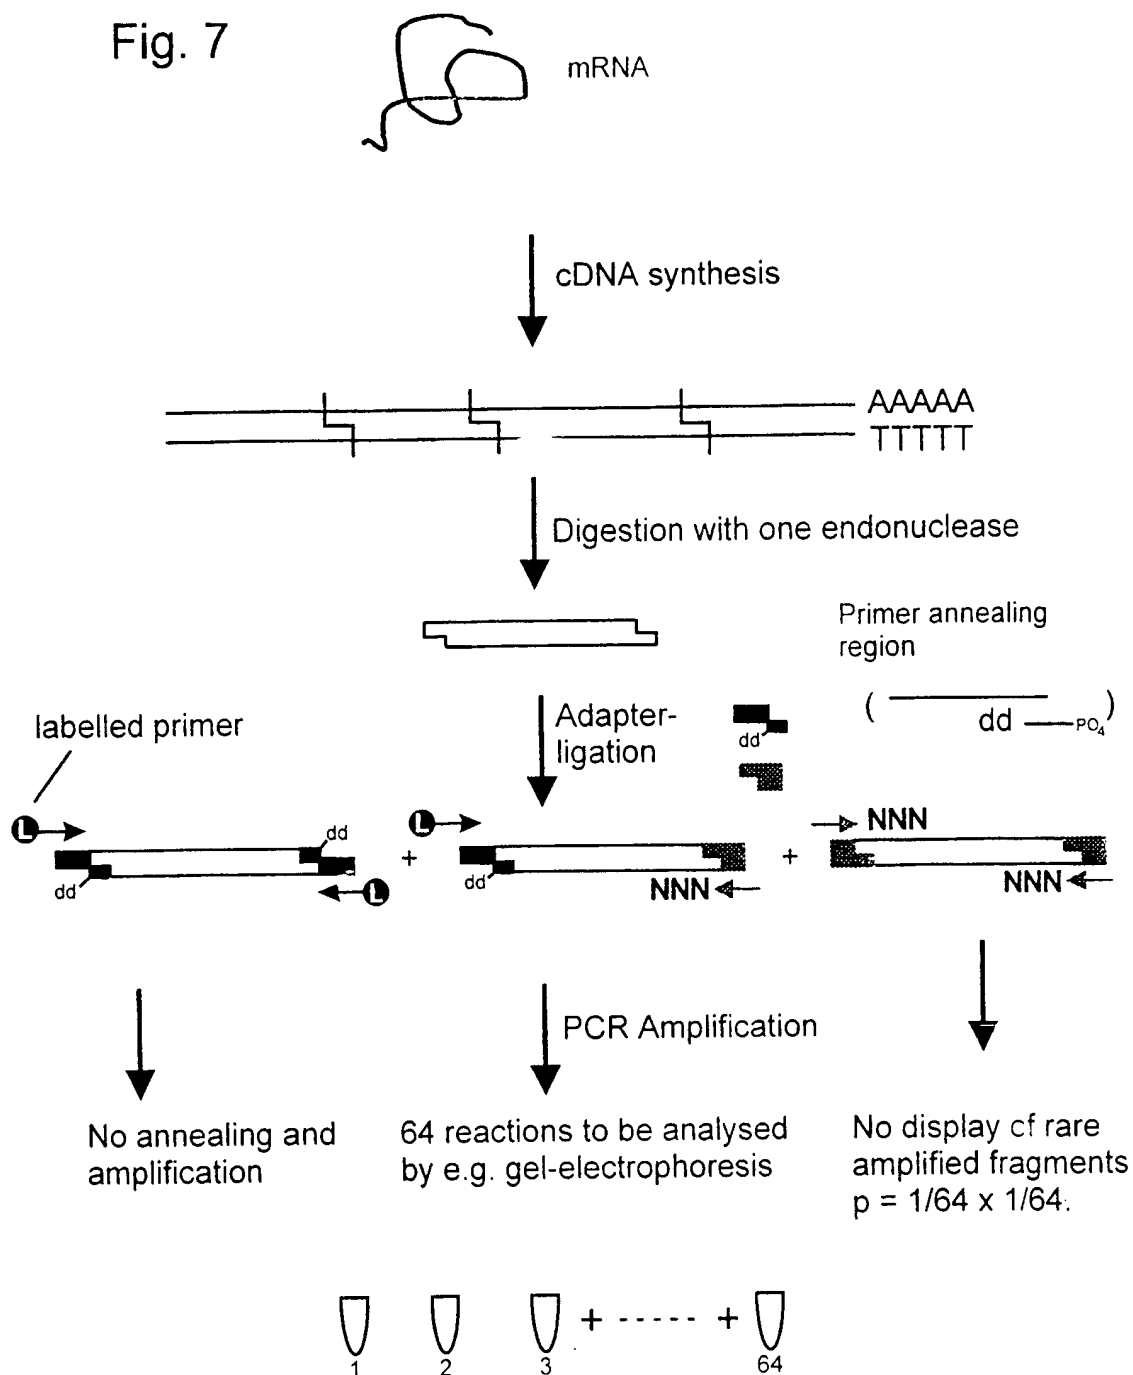 Fig. 7
mRNA
cDNA synthesis
AAAAA
TTTTT
Digestion with one endonuclease
Primer annealing
region
( dd PO4 )
Adapter-
ligation
dd
labelled primer
L
dd
dd
+
L
dd
NNN
+
NNN
NNN
L
PCR Amplification
No annealing and
amplification
64 reactions to be analysed
by e.g. gel-electrophoresis
No display cf rare
amplified fragments
p = 1/64 x 1/64.
+ - - - - - +
1 2 3 64